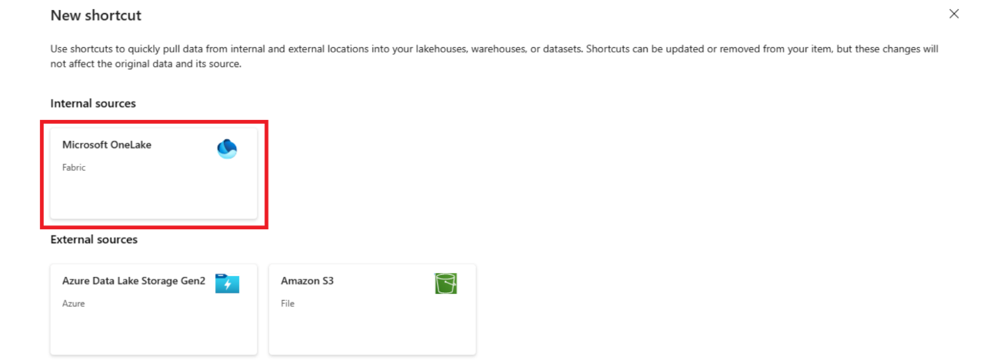 New shortcut
Use shortcuts to quickly pull data from internal and external locations into your lakehouses, warehouses, or datasets. Shortcuts can be updated or removed from your item, but these changes will
not affect the original data and its source.
Internal sources
Microsoft OneLake
Fabric
External sources
Azure Data Lake Storage Gen2
Azure
Amazon S3
File